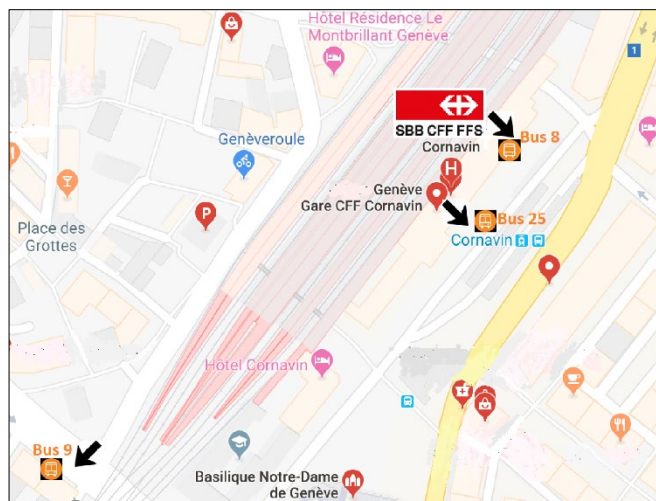 Hôtel Résidence Le
Montbrillant Genève
1
SBB CFF FFS
Cornavin
Bus 8
Genèveroule
H
Genève
Gare CFF Cornavin
P
Bus 25
Place des
Grottes
Cornavin
Hôtel Cornavin
Bus 9
Basilique Notre-Dame
de Genève